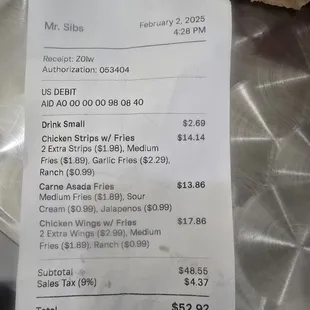 Mr. Sibs
February 2, 2025
4:28 PM
Receipt: Z0lw
Authorization: 053404
US DEBIT
AID A0 00 00 00 98 08 40
Drink Small $2.69
Chicken Strips w/ Fries $14.14
2 Extra Strips ($1.98), Medium
Fries ($1.89), Garlic Fries ($2.29),
Ranch ($0.99)
Carne Asada Fries $13.86
Medium Fries ($1.89), Sour
Cream ($0.99), Jalapenos ($0.99)
Chicken Wings w/ Fries $17.86
2 Extra Wings ($2.99), Medium
Fries ($1.89), Ranch ($0.99)
Subtotal $48.55
Sales Tax (9%) $4.37
Total $52.92